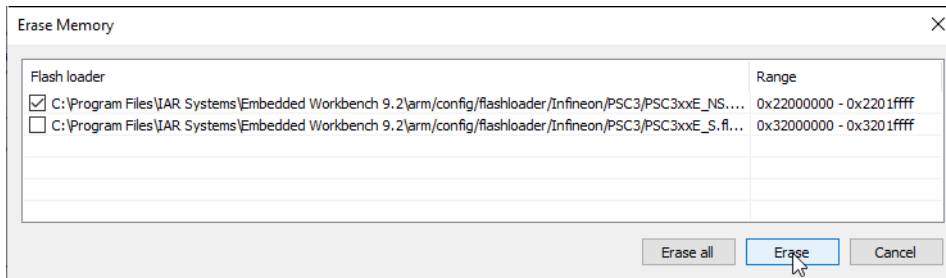 Erase Memory
Flash loader Range
C:\Program Files\IAR Systems\Embedded Workbench 9.2\arm/config/flashloader/Infineon/PSC3/PSC3xxE_NS.... 0x22000000 - 0x2201ffff
C:\Program Files\IAR Systems\Embedded Workbench 9.2\arm/config/flashloader/Infineon/PSC3/PSC3xxE_S.fl... 0x32000000 - 0x3201ffff
Erase all Erase Cancel